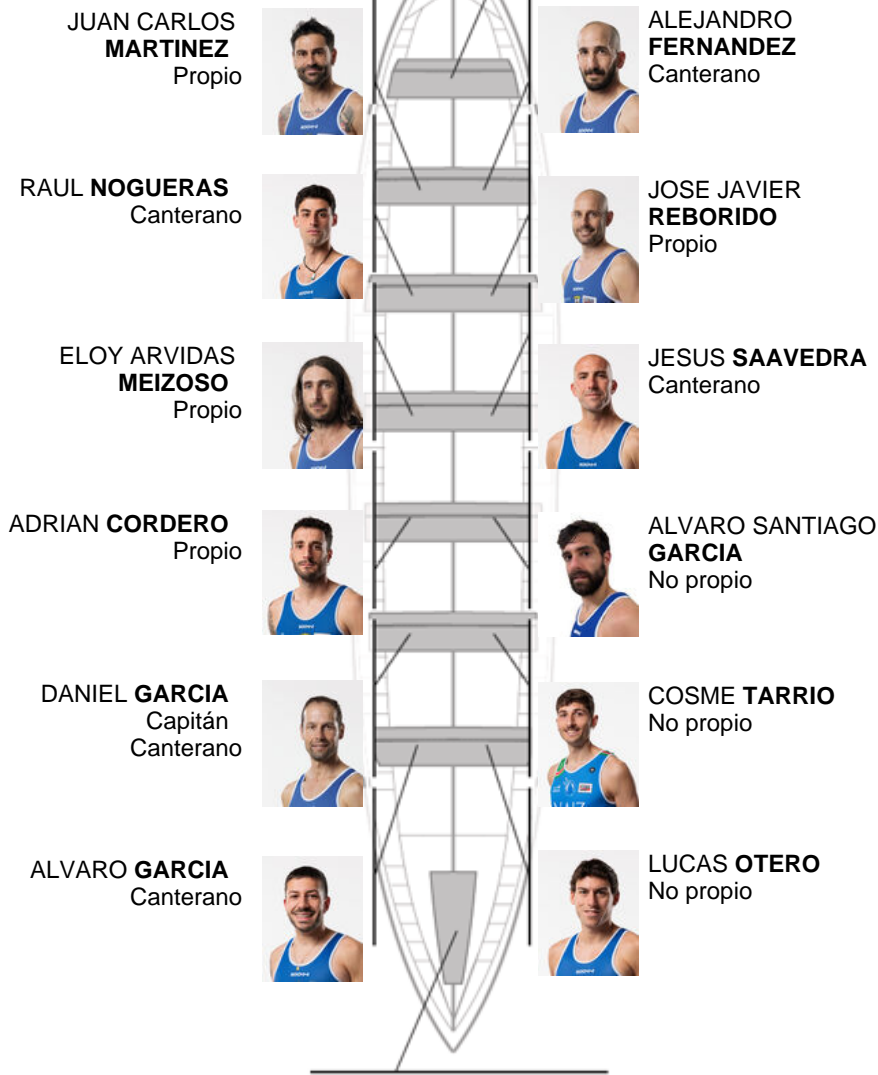 JUAN CARLOS
MARTINEZ
Propio
ALEJANDRO
FERNANDEZ
Canterano
RAUL NOGUERAS
Canterano
JOSE JAVIER
REBORIDO
Propio
ELOY ARVIDAS
MEIZOSO
Propio
JESUS SAAVEDRA
Canterano
ADRIAN CORDERO
Propio
ALVARO SANTIAGO
GARCIA
No propio
DANIEL GARCIA
Capitán
Canterano
COSME TARRIO
No propio
ALVARO GARCIA
Canterano
LUCAS OTERO
No propio